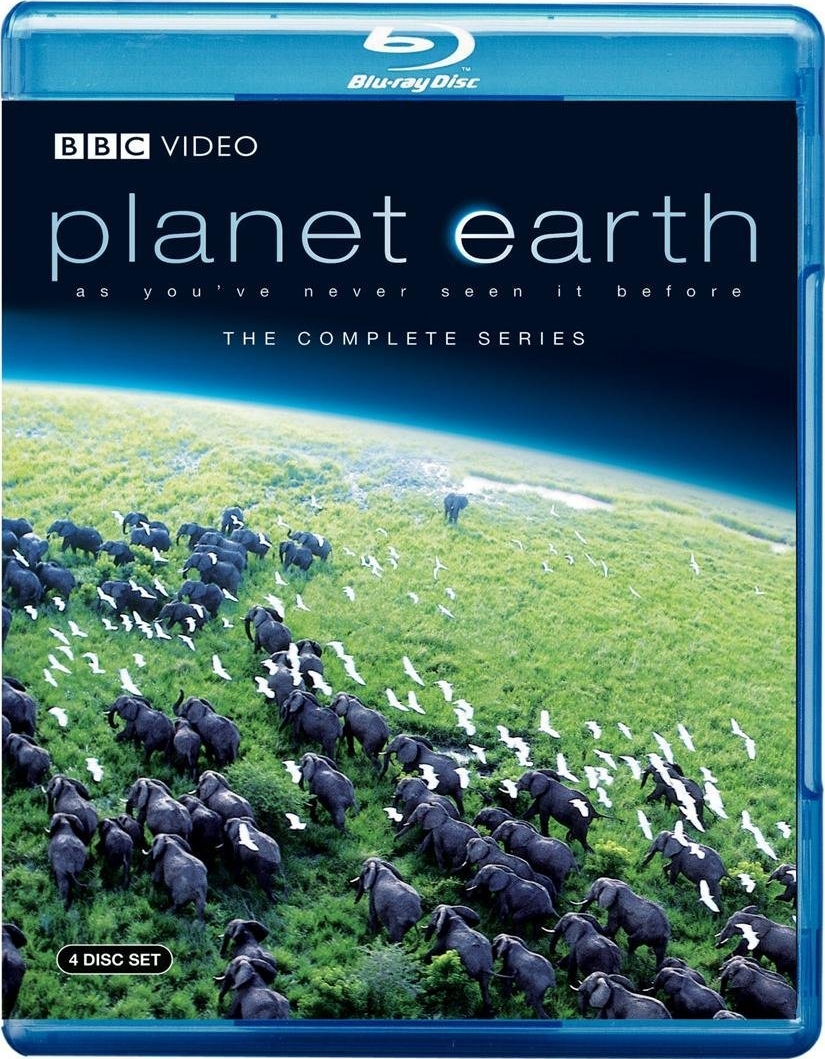 Blu-ray Disc™
BBC VIDEO
planet earth
as you've never seen it before
THE COMPLETE SERIES
4 DISC SET